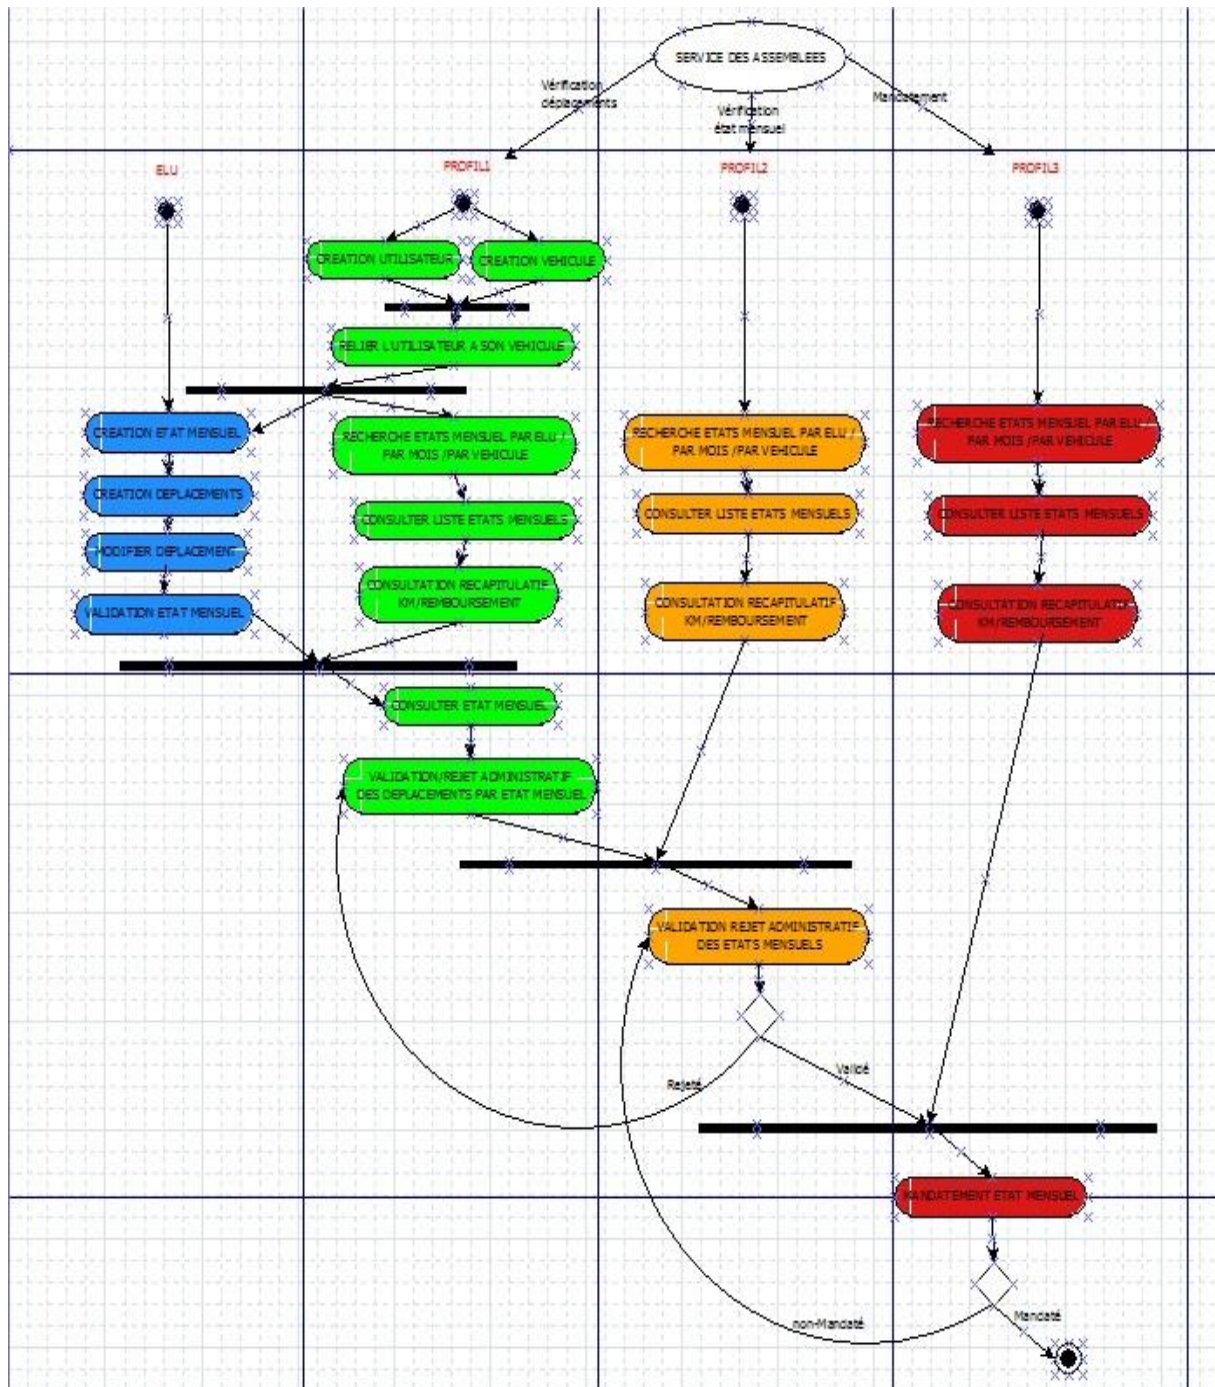 SERVICE DES ASSEMBLEES
Vérification
déplacements
Vérification
état mensuel
Mandatement
ELU
PROFIL1
PROFIL2
PROFIL3
CREATION UTILISATEUR
CREATION VEHICULE
RELIER L'UTILISATEUR A SON VEHICULE
CREATION ETAT MENSUEL
RECHERCHE ETATS MENSUEL PAR ELU /
PAR MOIS /PAR VEHICULE
RECHERCHE ETATS MENSUEL PAR ELU /
PAR MOIS /PAR VEHICULE
RECHERCHE ETATS MENSUEL PAR ELU /
PAR MOIS /PAR VEHICULE
CREATION DEPLACEMENTS
CONSULTER LISTE ETATS MENSUELS
CONSULTER LISTE ETATS MENSUELS
CONSULTER LISTE ETATS MENSUELS
MODIFIER DEPLACEMENT
VALIDATION ETAT MENSUEL
CONSULTATION RECAPITULATIF
KM/REMBOURSEMENT
CONSULTATION RECAPITULATIF
KM/REMBOURSEMENT
CONSULTATION RECAPITULATIF
KM/REMBOURSEMENT
CONSULTER ETAT MENSUEL
VALIDATION/REJET ADMINISTRATIF
DES DEPLACEMENTS PAR ETAT MENSUEL
VALIDATION REJET ADMINISTRATIF
DES ETATS MENSUELS
Rejeté
Validé
MANDATEMENT ETAT MENSUEL
non-Mandaté
Mandaté